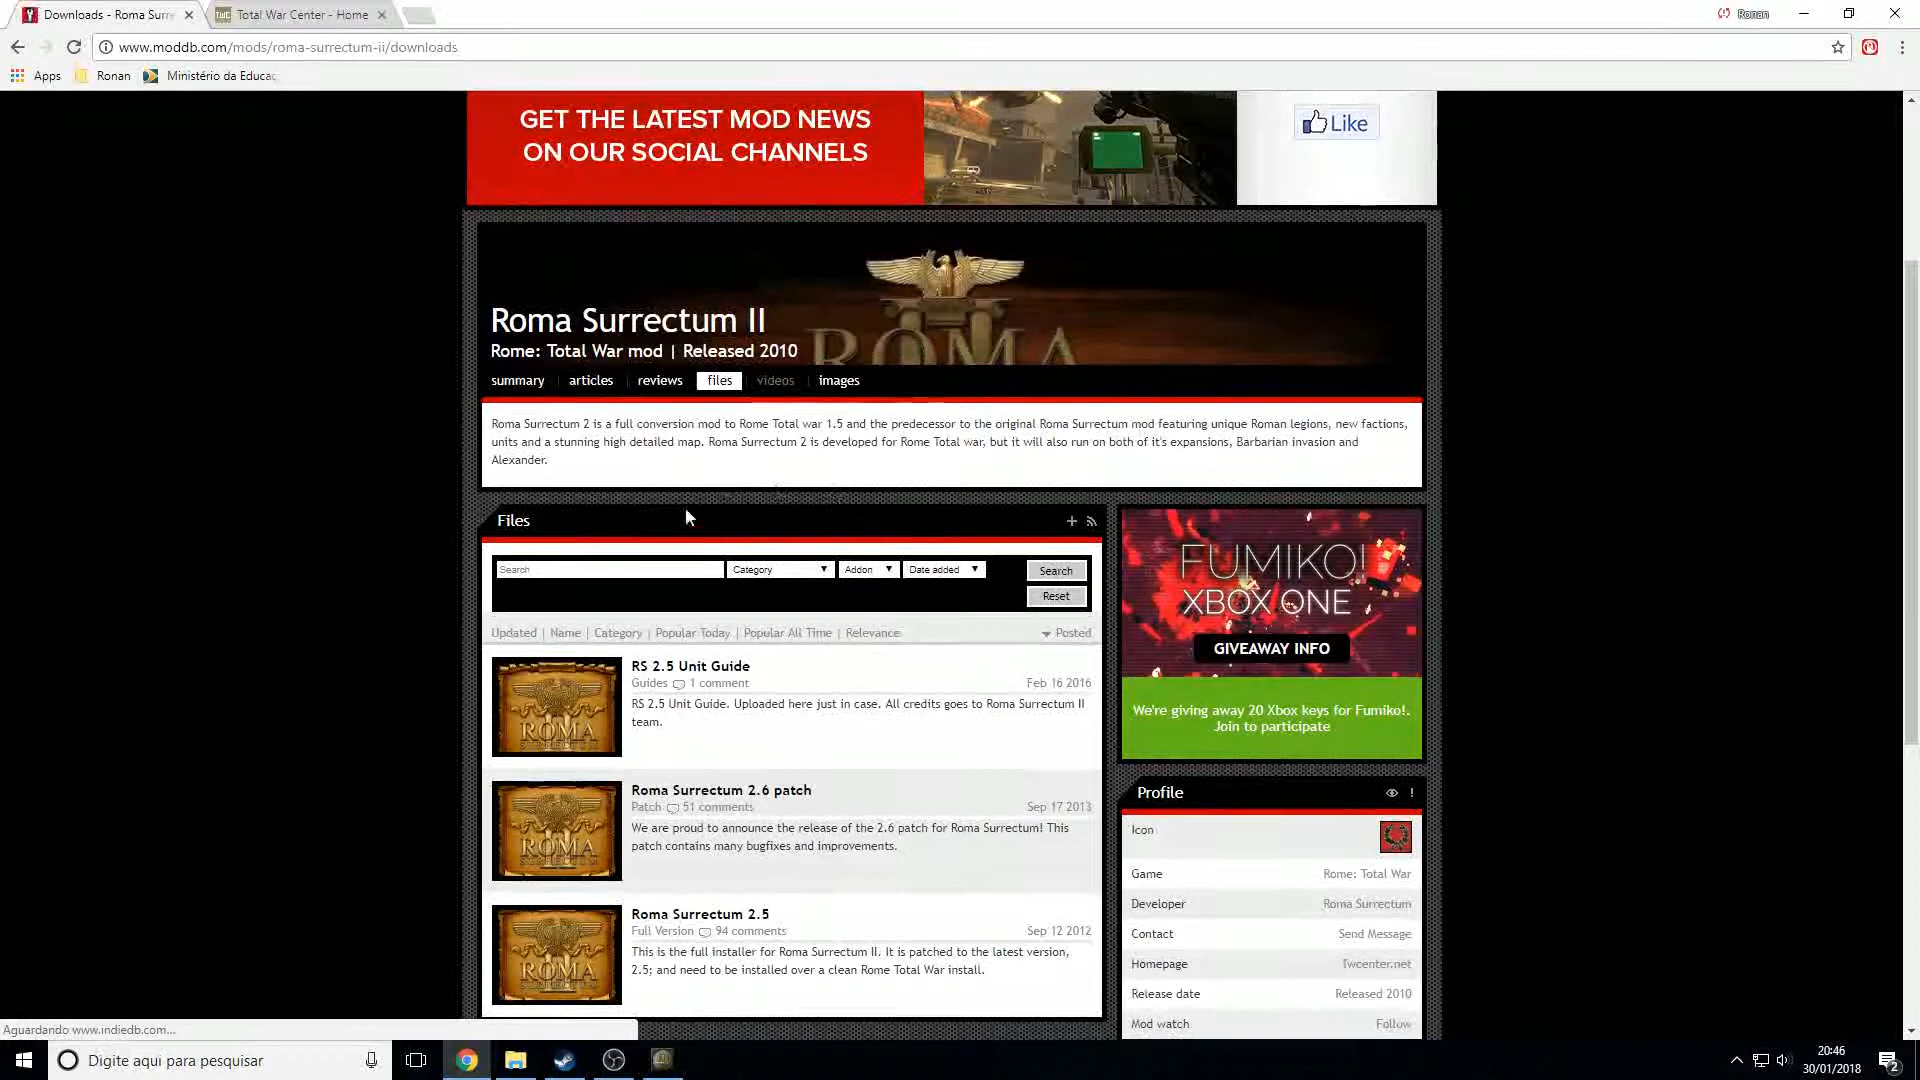 Downloads - Roma Surre
Total War Center - Home
Ronan
www.moddb.com/mods/roma-surrectum-ii/downloads
Apps
Ronan
Ministério da Educaç
GET THE LATEST MOD NEWS
ON OUR SOCIAL CHANNELS
Like
Roma Surrectum II
Rome: Total War mod | Released 2010
ROMA
summary
articles
reviews
files
videos
images
Roma Surrectum 2 is a full conversion mod to Rome Total war 1.5 and the predecessor to the original Roma Surrectum mod featuring unique Roman legions, new factions,
units and a stunning high detailed map. Roma Surrectum 2 is developed for Rome Total war, but it will also run on both of it's expansions, Barbarian invasion and
Alexander.
Files
Search
Category
Addon
Date added
Search
Reset
Updated | Name | Category | Popular Today | Popular All Time | Relevance
Posted
RS 2.5 Unit Guide
Guides 1 comment
Feb 16 2016
RS 2.5 Unit Guide. Uploaded here just in case. All credits goes to Roma Surrectum II
team.
ROMA
SURRECTUM
Roma Surrectum 2.6 patch
Patch 51 comments
Sep 17 2013
We are proud to announce the release of the 2.6 patch for Roma Surrectum! This
patch contains many bugfixes and improvements.
ROMA
SURRECTUM
Roma Surrectum 2.5
Full Version 94 comments
Sep 12 2012
This is the full installer for Roma Surrectum II. It is patched to the latest version,
2.5; and need to be installed over a clean Rome Total War install.
ROMA
SURRECTUM
FUMIKO!
XBOX ONE
GIVEAWAY INFO
We're giving away 20 Xbox keys for Fumiko!.
Join to participate
Profile
Icon
Game
Rome: Total War
Developer
Roma Surrectum
Contact
Send Message
Homepage
Twcenter.net
Release date
Released 2010
Mod watch
Follow
Aguardando www.indiedb.com...
Digite aqui para pesquisar
20:46
30/01/2018
2